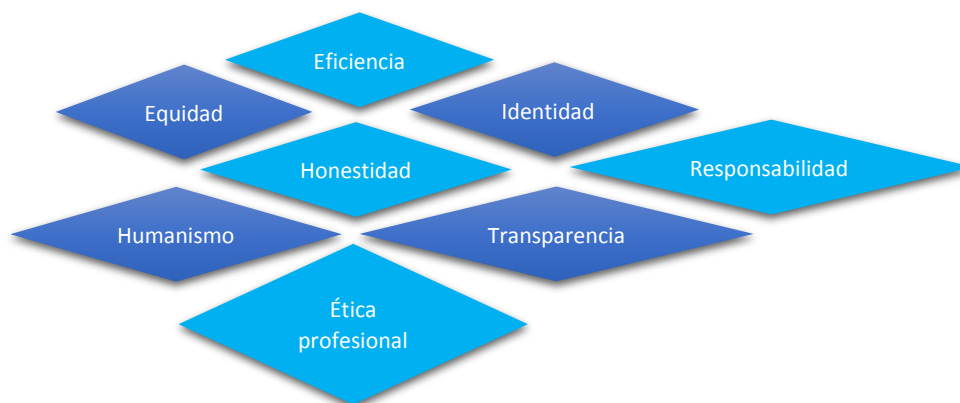 Eficiencia
Equidad
Identidad
Honestidad
Responsabilidad
Humanismo
Transparencia
Ética
profesional